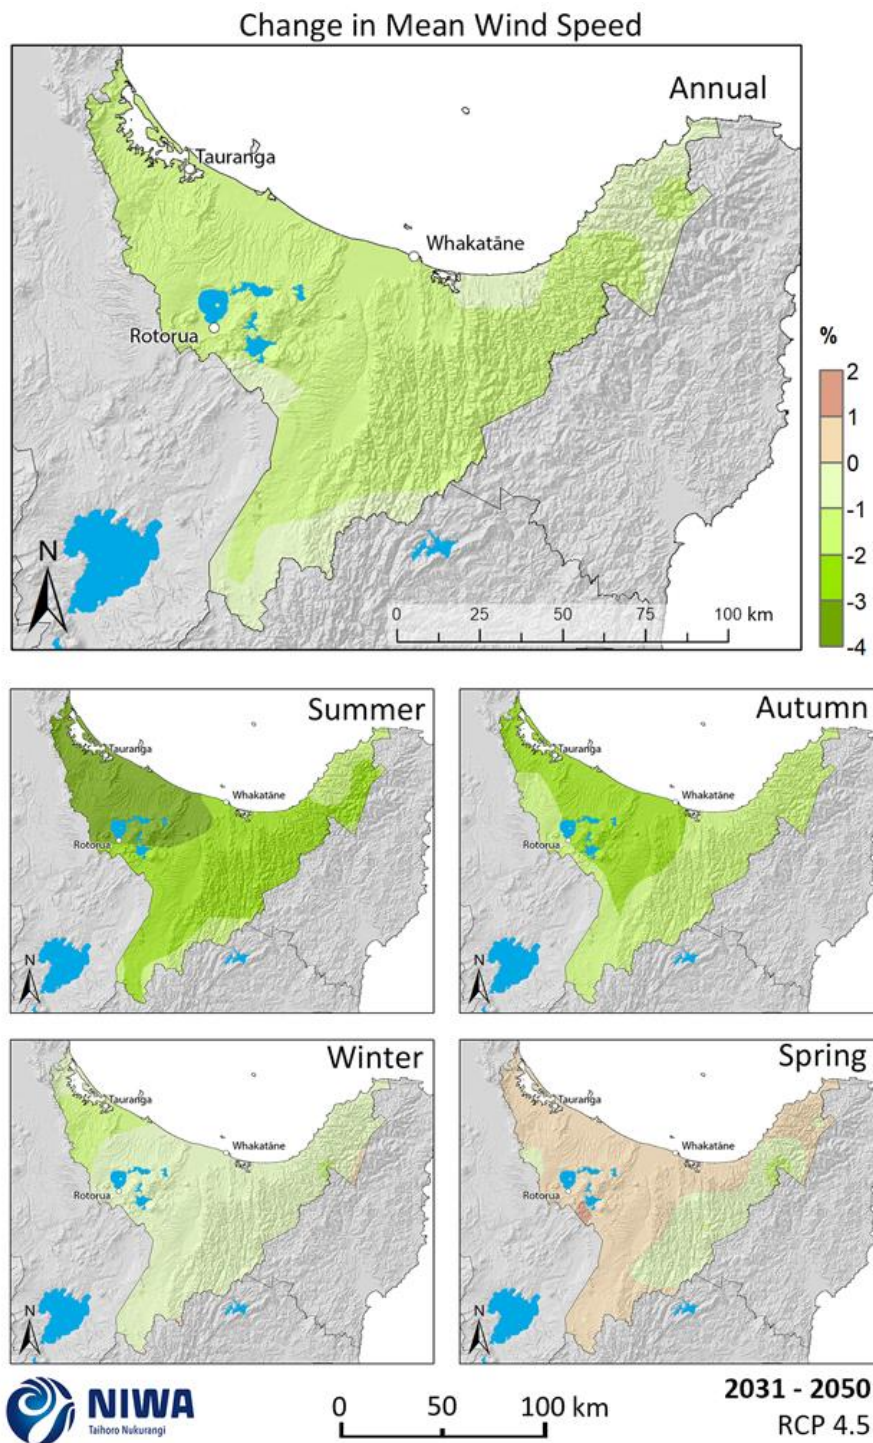 Change in Mean Wind Speed
Annual
Tauranga
Whakatāne
Rotorua
%
2
1
0
-1
-2
-3
-4
N
0 25 50 75 100 km
Summer
Tauranga
Whakatāne
Rotorua
N
Autumn
Tauranga
Whakatāne
Rotorua
N
Winter
Tauranga
Whakatāne
Rotorua
N
Spring
Tauranga
Whakatāne
Rotorua
N
NIWA
Taihoro Nukurangi
0 50 100 km
2031 - 2050
RCP 4.5